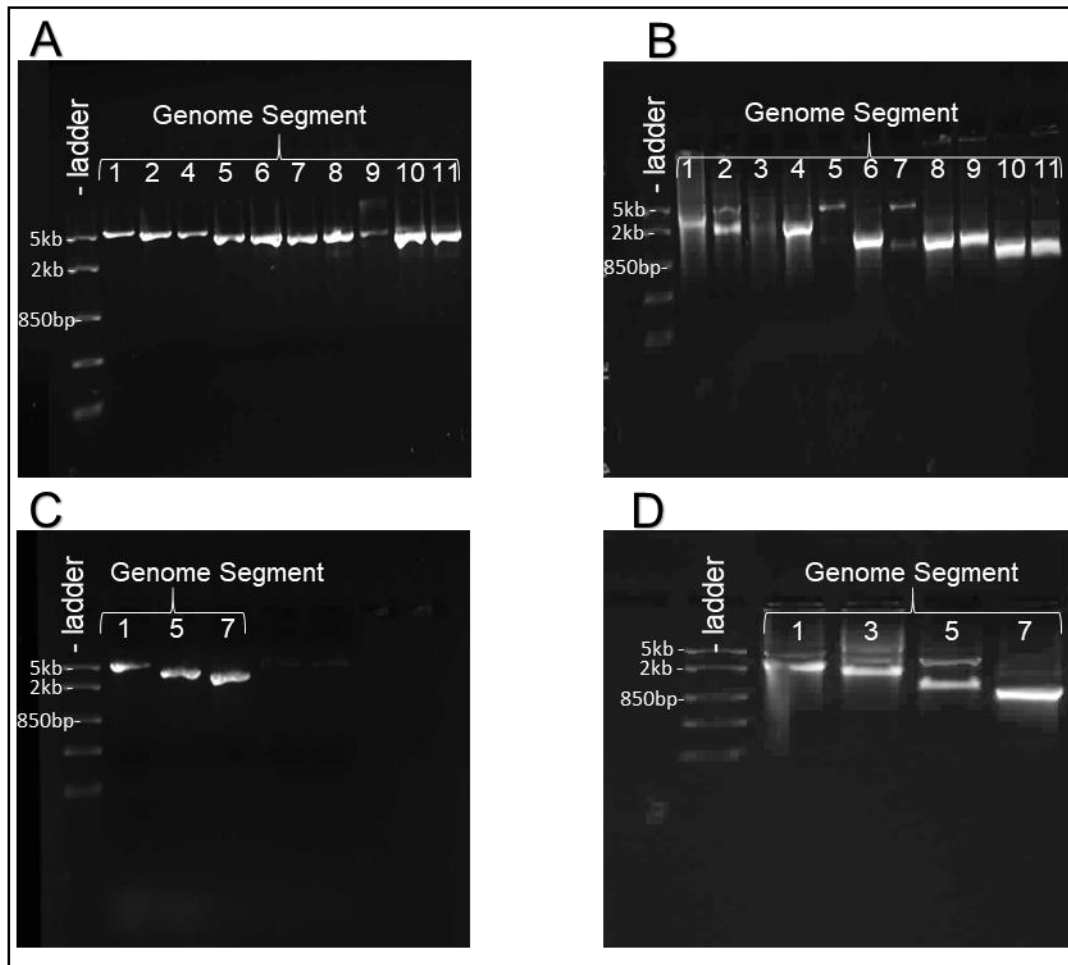 A
- ladder
Genome Segment
1 2 4 5 6 7 8 9 10 11
5kb -
2kb -
850bp-
B
- ladder
Genome Segment
1 2 3 4 5 6 7 8 9 10 11
5kb -
2kb -
850bp-
C
- ladder
Genome Segment
1 5 7
5kb -
2kb -
850bp-
D
- ladder
Genome Segment
1 3 5 7
5kb -
2kb -
850bp-